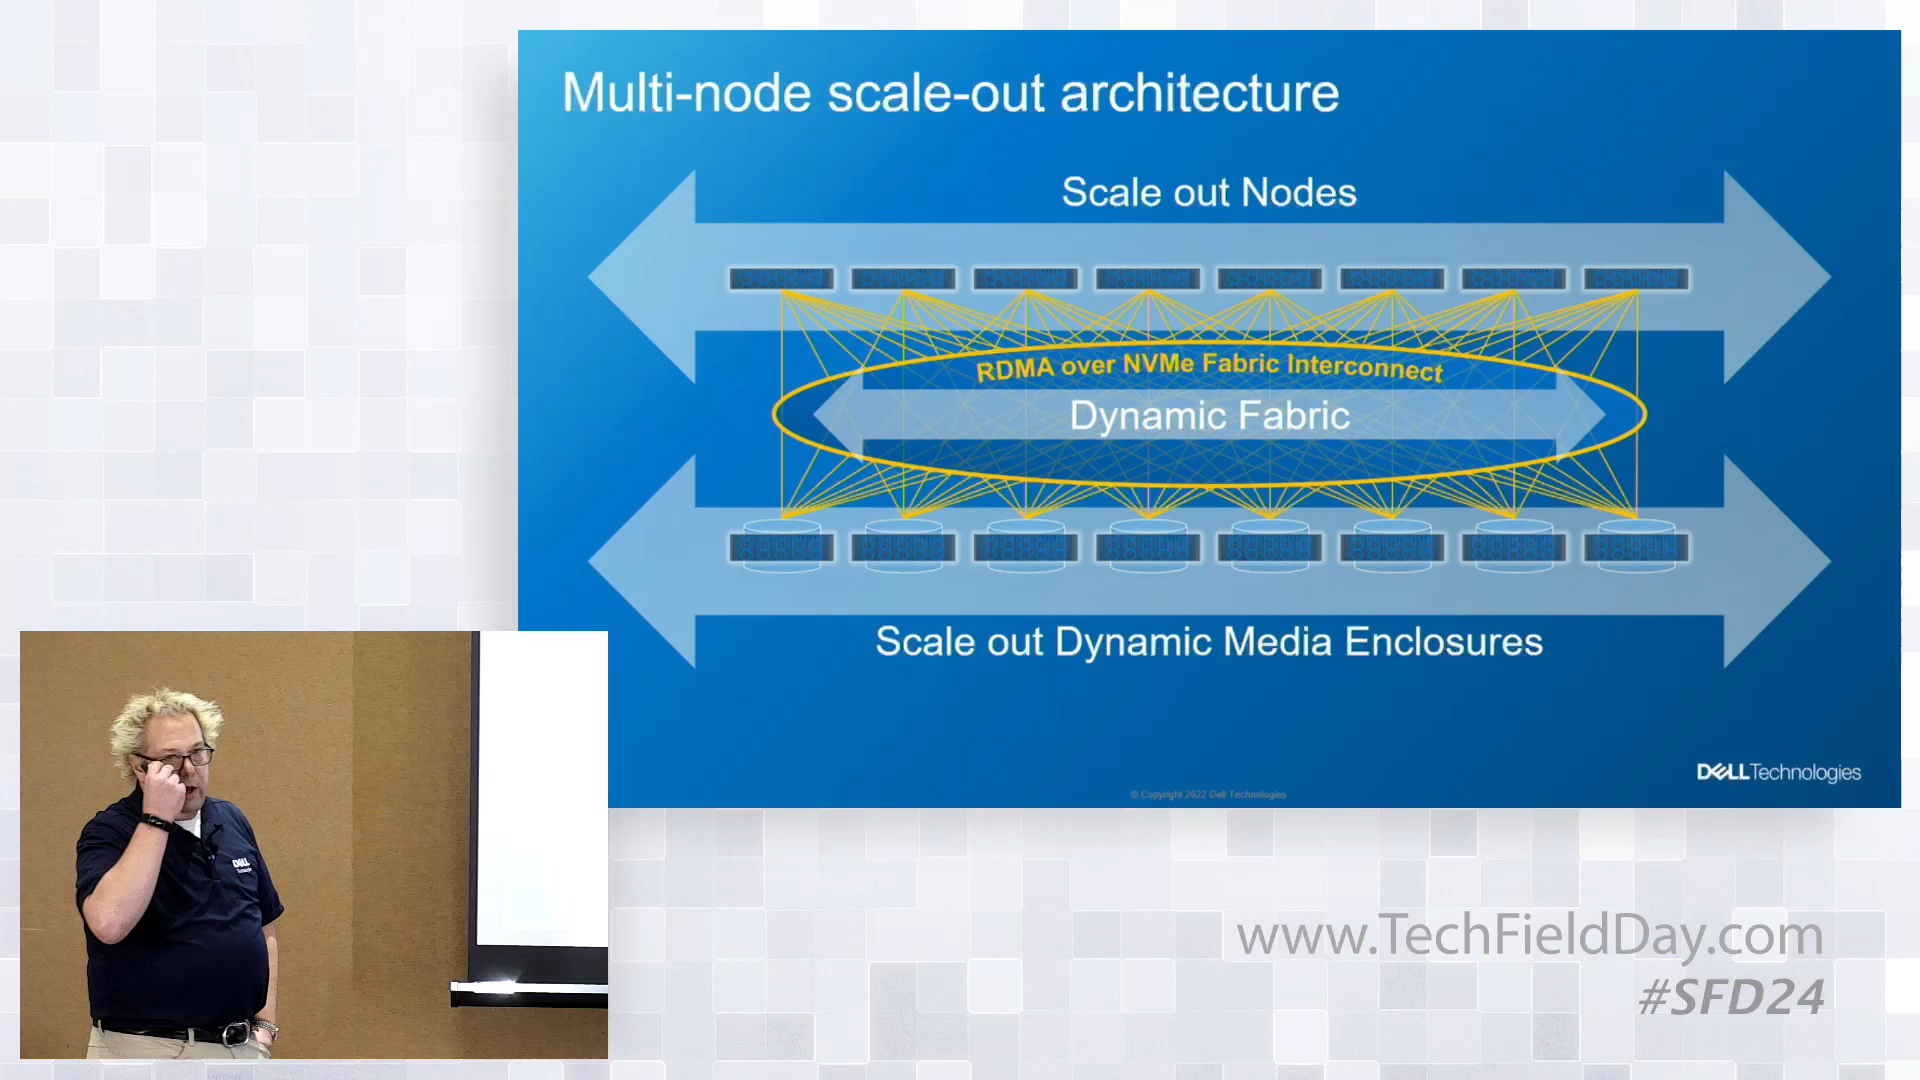 Multi-node scale-out architecture
Scale out Nodes
RDMA over NVMe Fabric Interconnect
Dynamic Fabric
Scale out Dynamic Media Enclosures
DELLTechnologies
© Copyright 2022 Dell Technologies
DELL
www.TechFieldDay.com
#SFD24